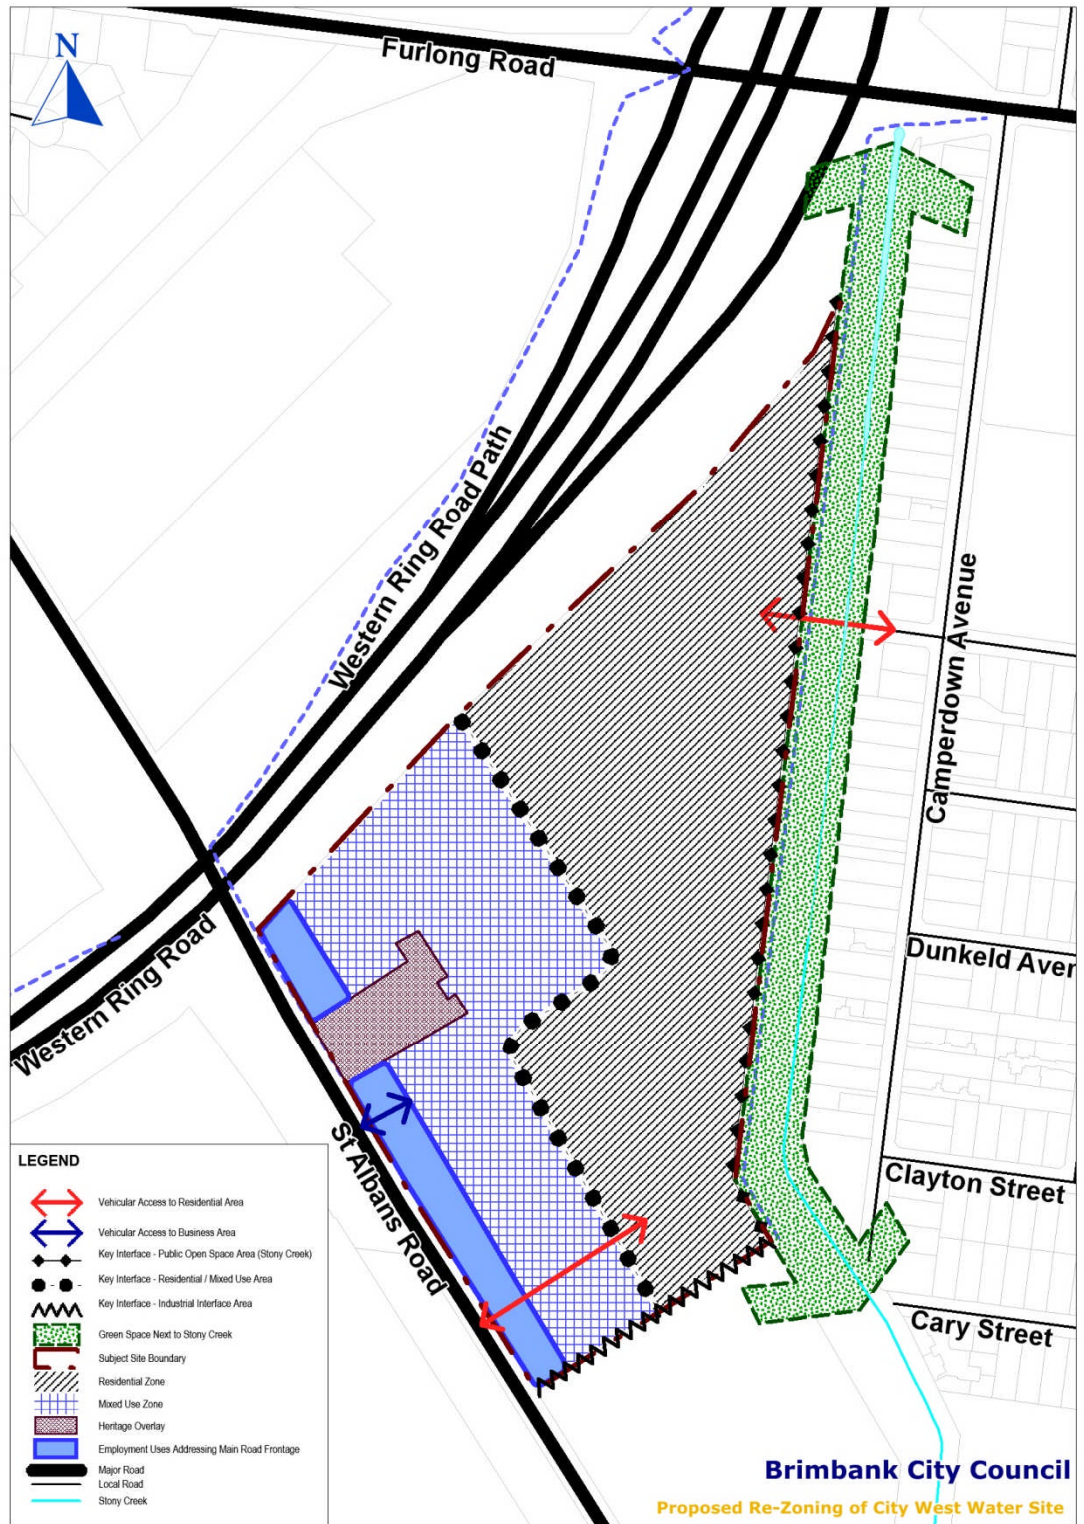 N
Furlong Road
Western Ring Road Path
Camperdown Avenue
Dunkeld Aven
Western Ring Road
St Albans Road
Clayton Street
Cary Street
LEGEND
Vehicular Access to Residential Area
Vehicular Access to Business Area
Key Interface - Public Open Space Area (Stony Creek)
Key Interface - Residential / Mixed Use Area
Key Interface - Industrial Interface Area
Green Space Next to Stony Creek
Subject Site Boundary
Residential Zone
Mixed Use Zone
Heritage Overlay
Employment Uses Addressing Main Road Frontage
Major Road
Local Road
Stony Creek
Brimbank City Council
Proposed Re-Zoning of City West Water Site